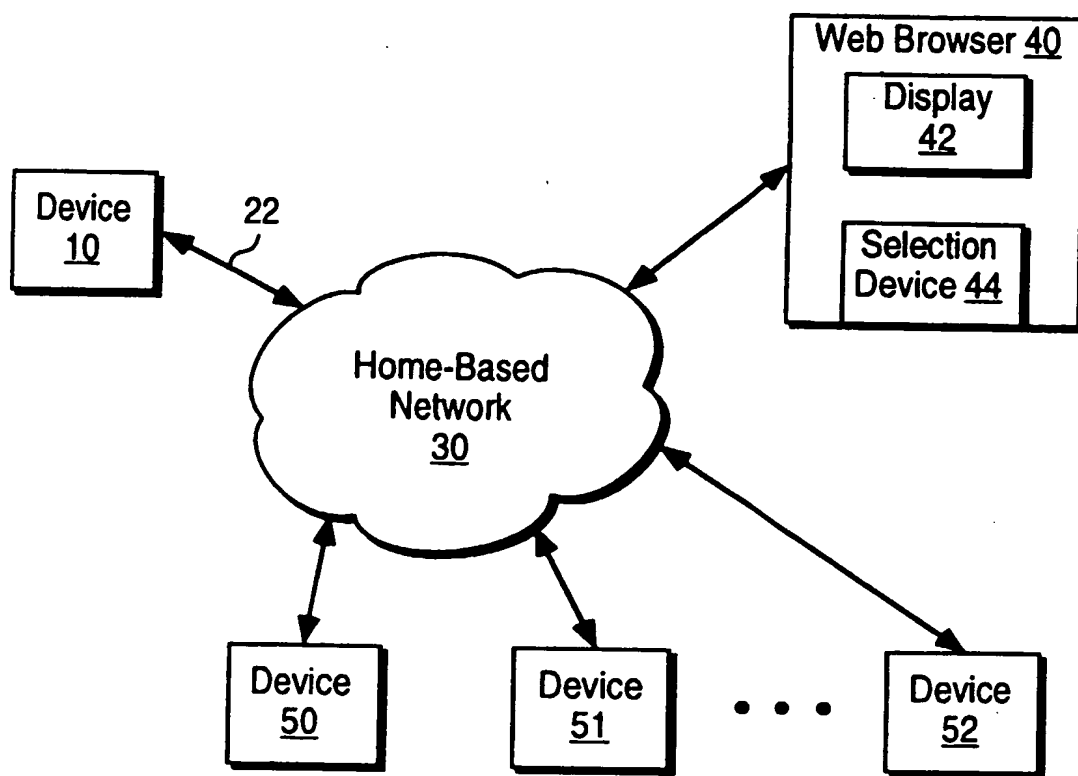 Web Browser 40
Display
42
Selection
Device 44
Device
10
22
Home-Based
Network
30
Device
50
Device
51
Device
52